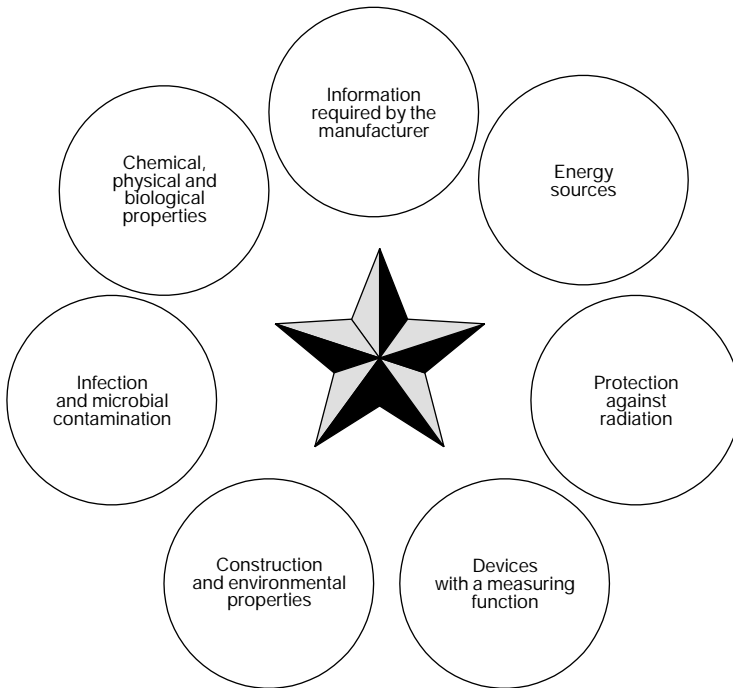 Information
required by the
manufacturer
Chemical,
physical and
biological
properties
Energy
sources
Infection
and microbial
contamination
Protection
against
radiation
Construction
and environmental
properties
Devices
with a measuring
function